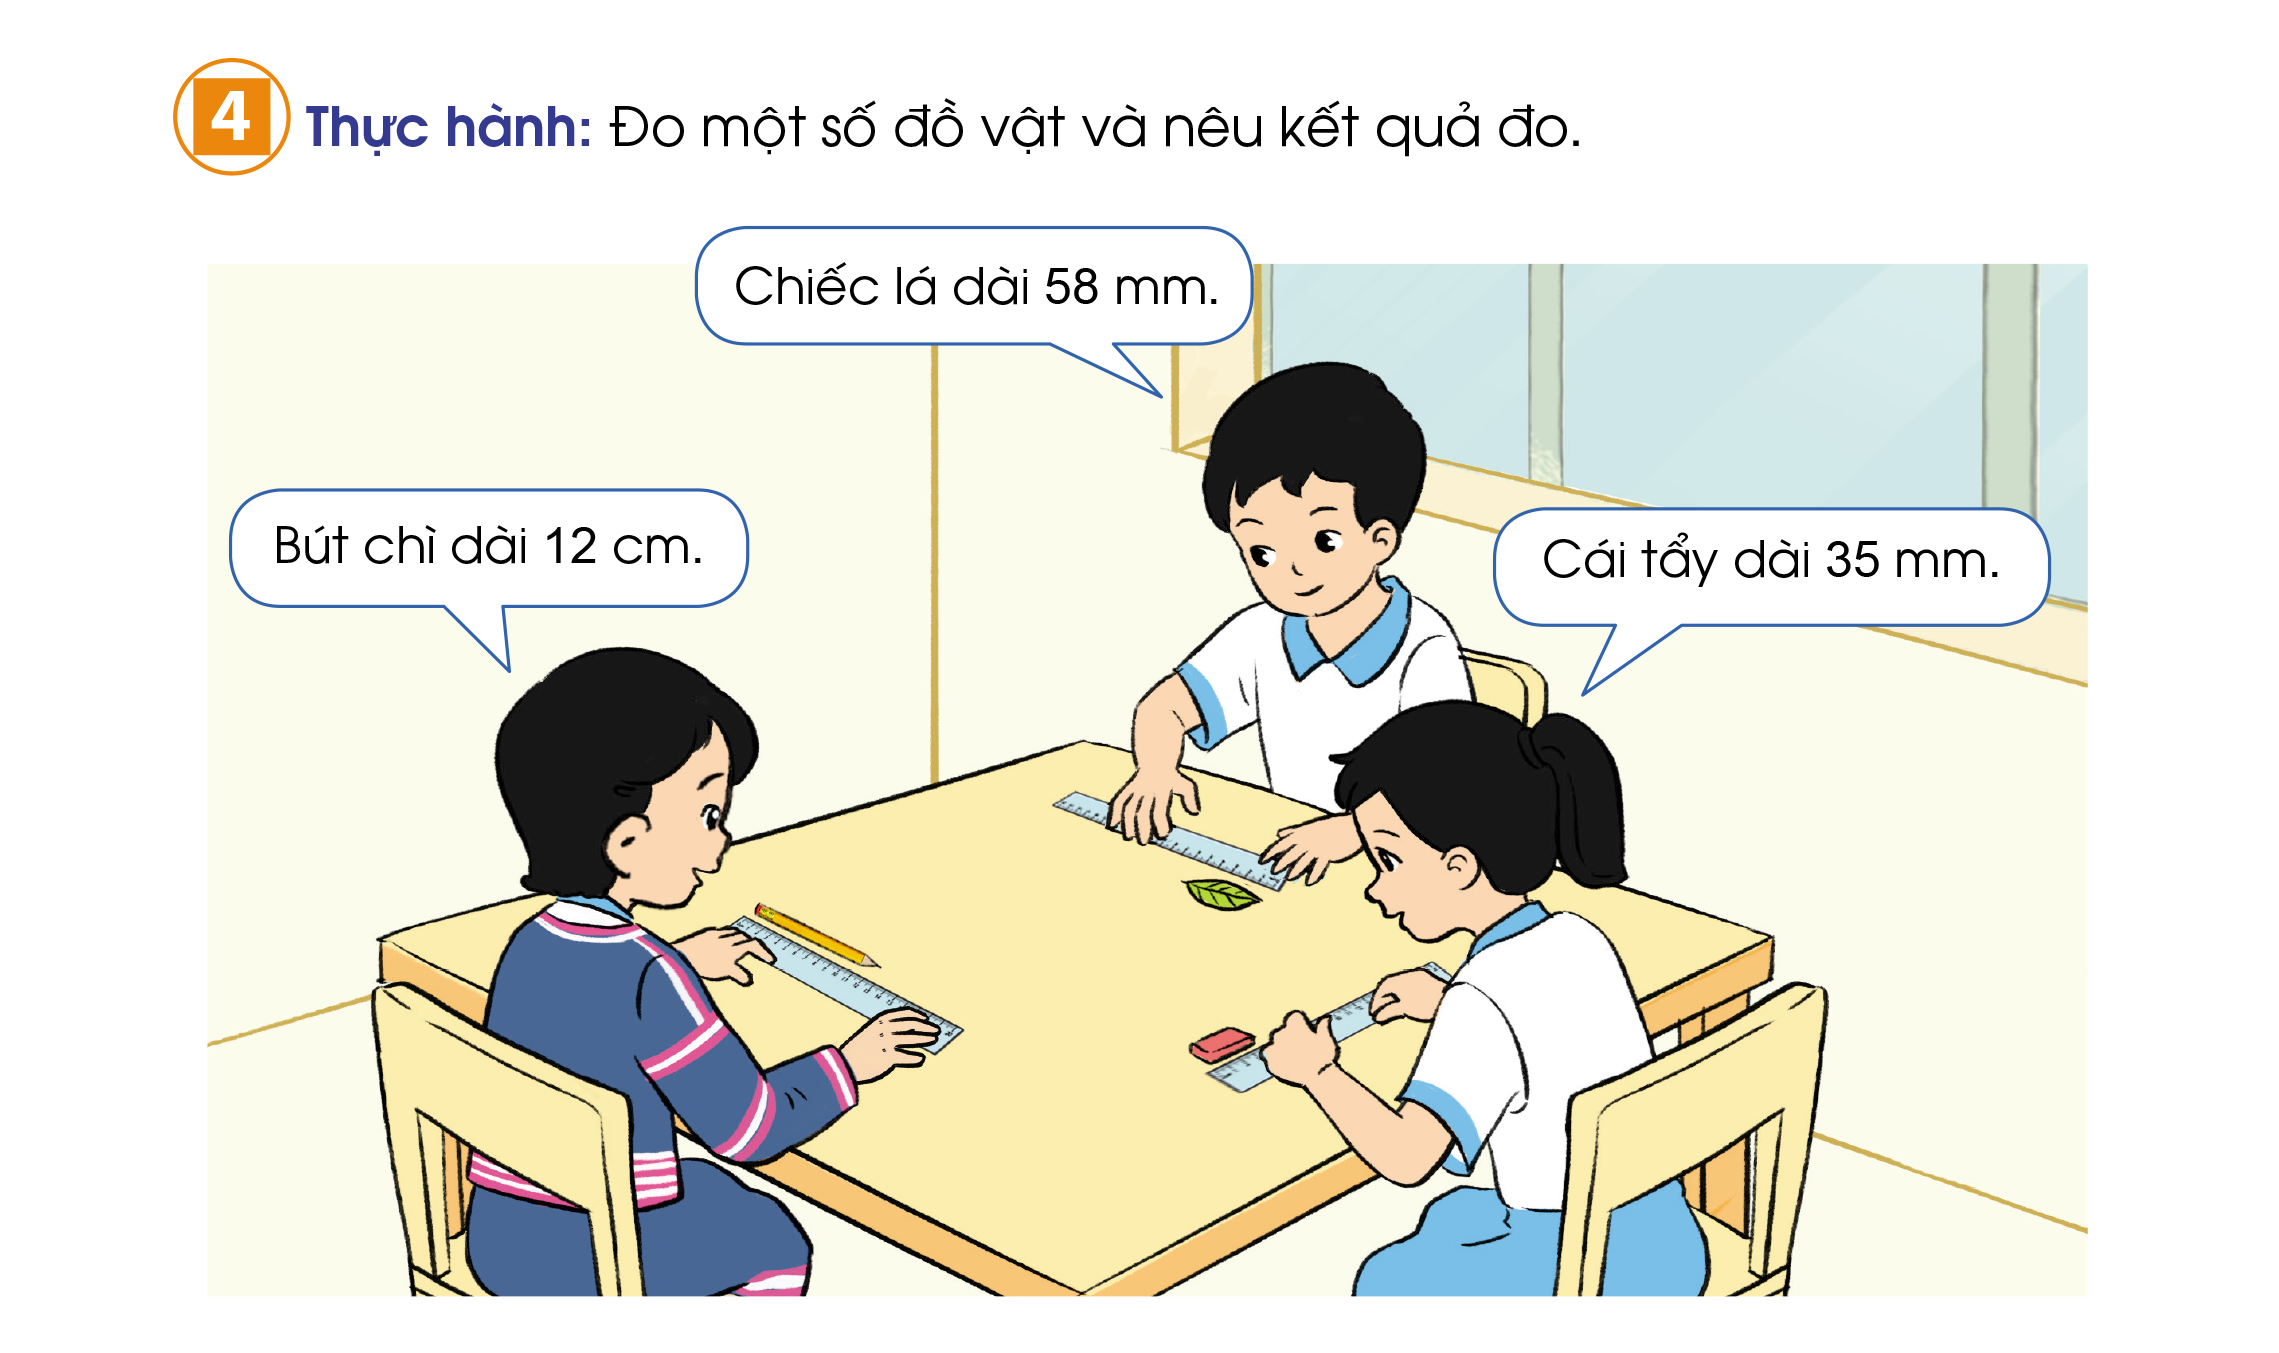 4 Thực hành: Đo một số đồ vật và nêu kết quả đo.
Chiếc lá dài 58 mm.
Bút chì dài 12 cm.
Cái tẩy dài 35 mm.